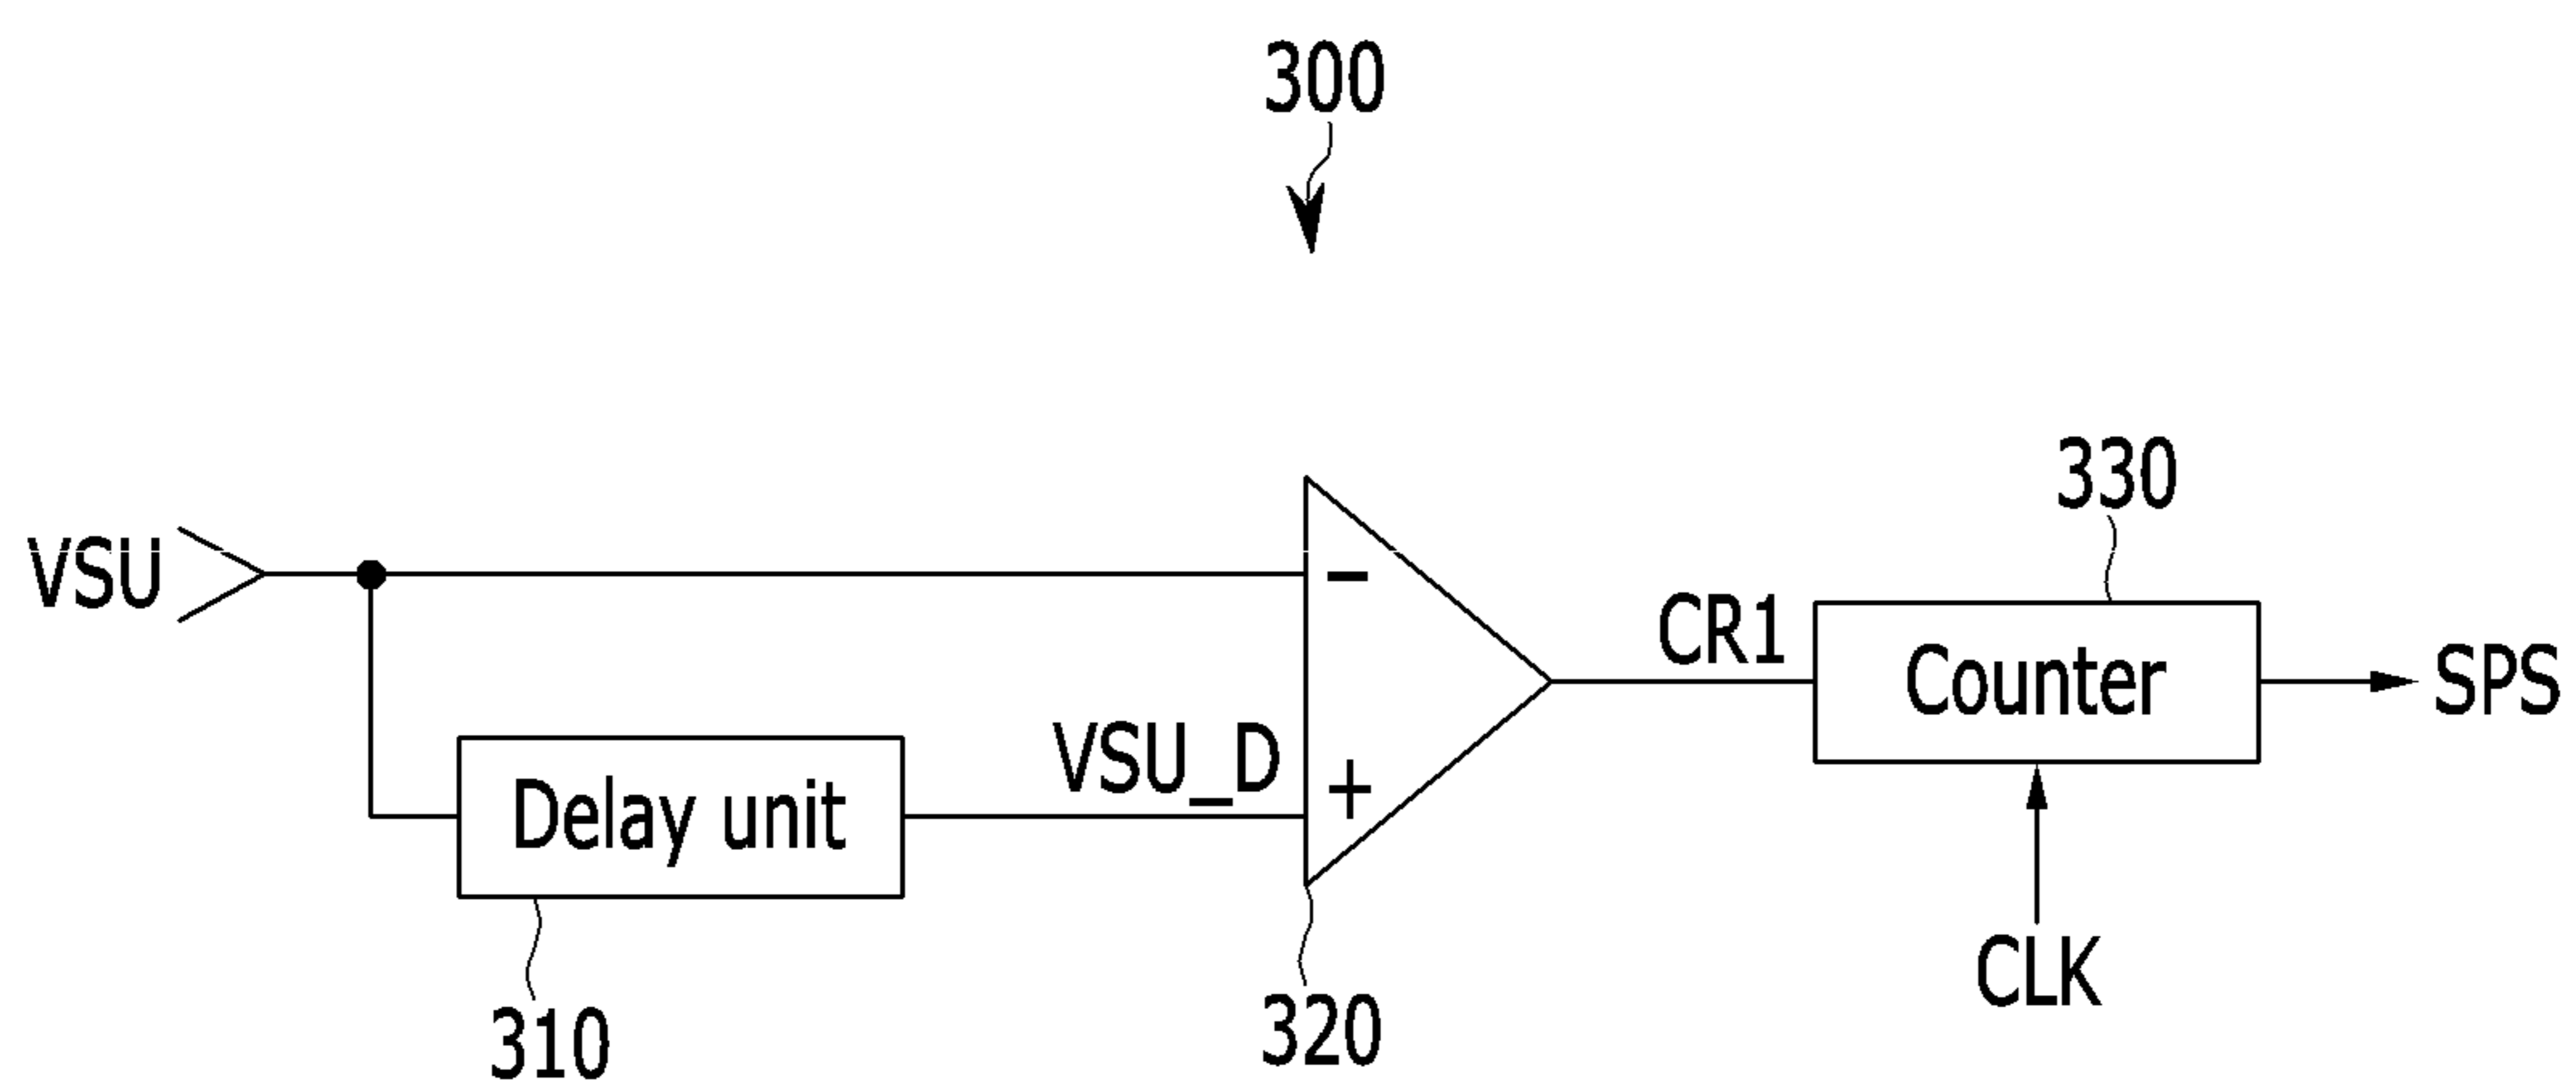 300
330
VSU
-
CR1
Counter
SPS
VSU_D
Delay unit
+
CLK
310
320